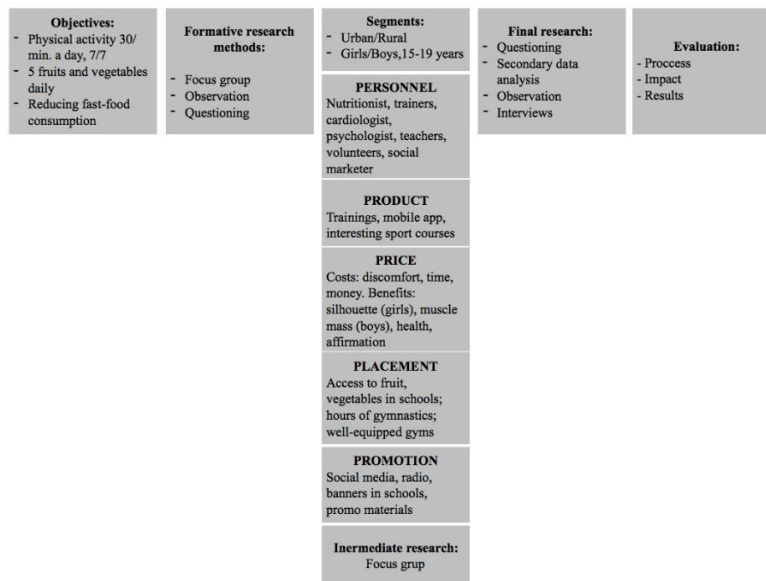 Objectives:
- Physical activity 30/
min. a day, 7/7
- 5 fruits and vegetables
daily
- Reducing fast-food
consumption
Formative research
methods:
- Focus group
- Observation
- Questioning
Segments:
- Urban/Rural
- Girls/Boys,15-19 years
PERSONNEL
Nutritionist, trainers,
cardiologist,
psychologist, teachers,
volunteers, social
marketer
PRODUCT
Trainings, mobile app,
interesting sport courses
PRICE
Costs: discomfort, time,
money. Benefits:
silhouette (girls), muscle
mass (boys), health,
affirmation
PLACEMENT
Access to fruit,
vegetables in schools;
hours of gymnastics;
well-equipped gyms
PROMOTION
Social media, radio,
banners in schools,
promo materials
Inermediate research:
Focus grup
Final research:
- Questioning
- Secondary data
analysis
- Observation
- Interviews
Evaluation:
- Proccess
- Impact
- Results